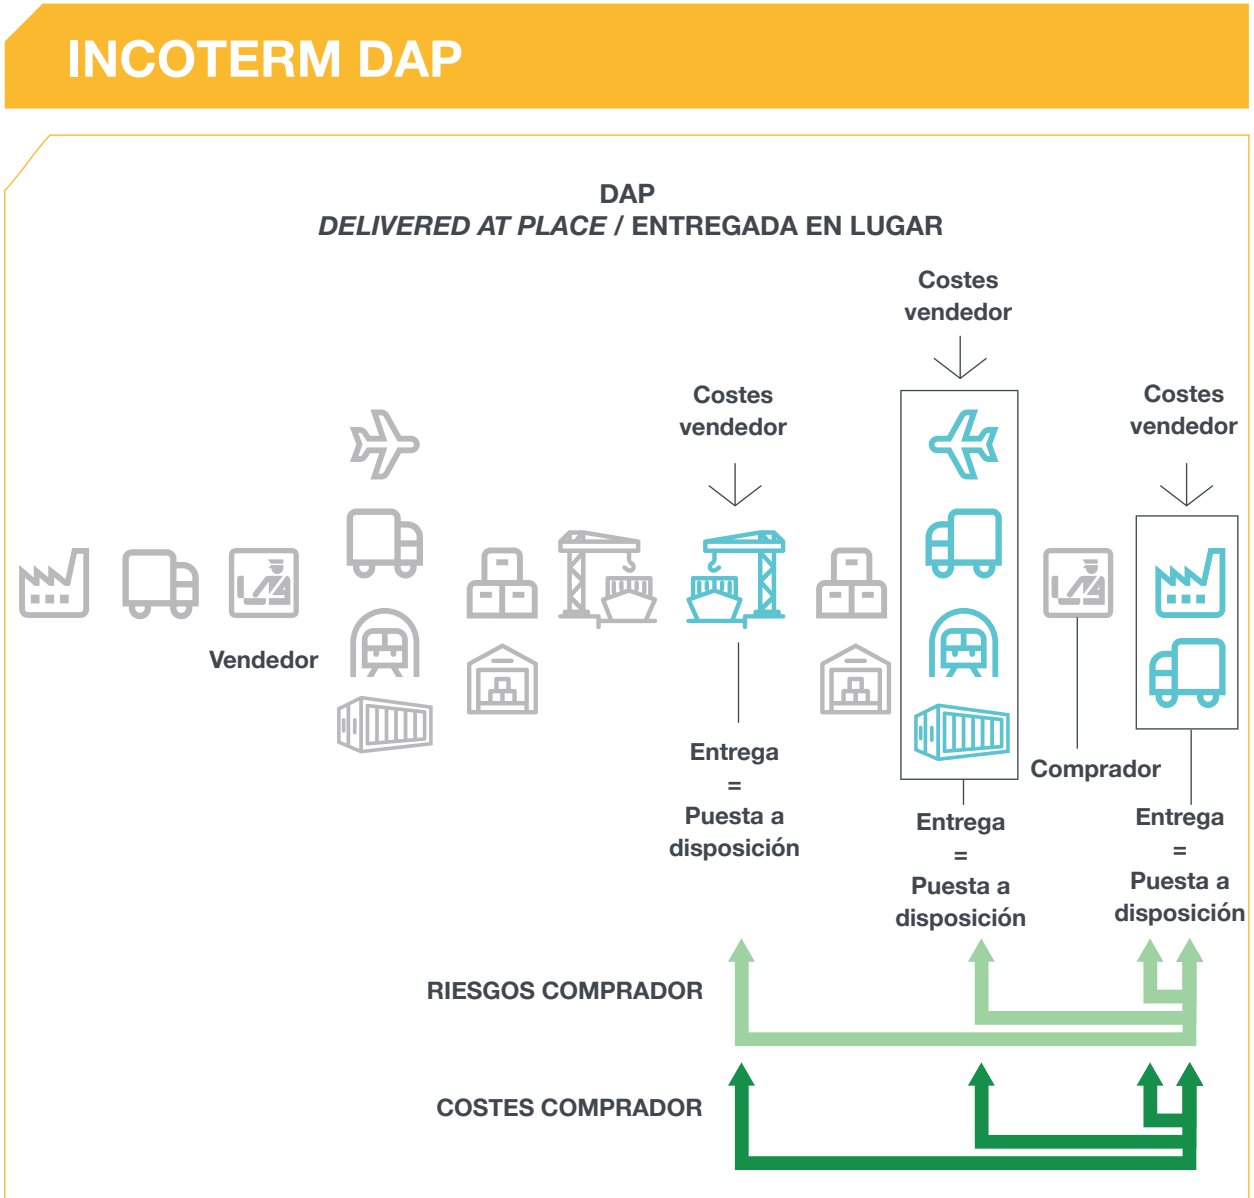 INCOTERM DAP
DAP
DELIVERED AT PLACE / ENTREGADA EN LUGAR
Costes
vendedor
Costes
vendedor
Costes
vendedor
Vendedor
Comprador
Entrega
=
Puesta a
disposición
Entrega
=
Puesta a
disposición
Entrega
=
Puesta a
disposición
RIESGOS COMPRADOR
COSTES COMPRADOR